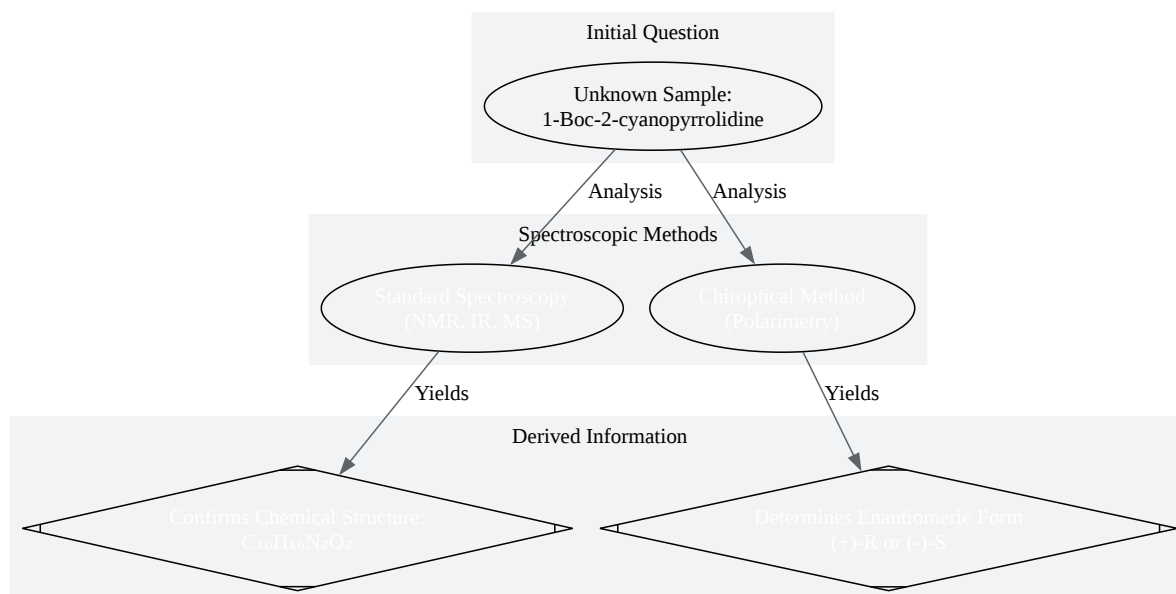 Initial Question
Unknown Sample:
1-Boc-2-cyanopyrrolidine
Analysis
Analysis
Spectroscopic Methods
Standard Spectroscopy
(NMR, IR, MS)
Chiroptical Method
(Polarimetry)
Yields
Yields
Derived Information
Confirms Chemical Structure:
C₁₀H₁₆N₂O₂
Determines Enantiomeric Form
(+)-R or (-)-S